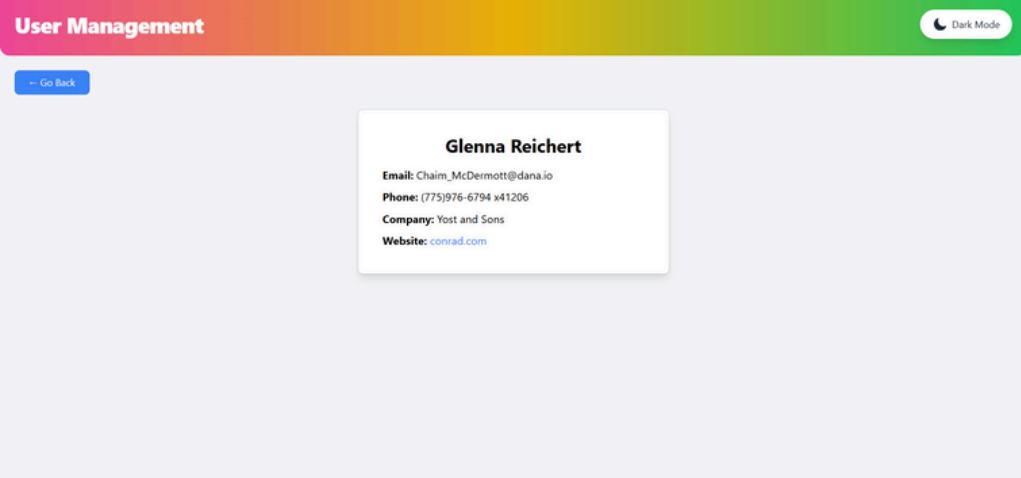 User Management
Dark Mode
← Go Back
Glenna Reichert
Email: Chaim_McDermott@dana.io
Phone: (775)976-6794 x41206
Company: Yost and Sons
Website: conrad.com